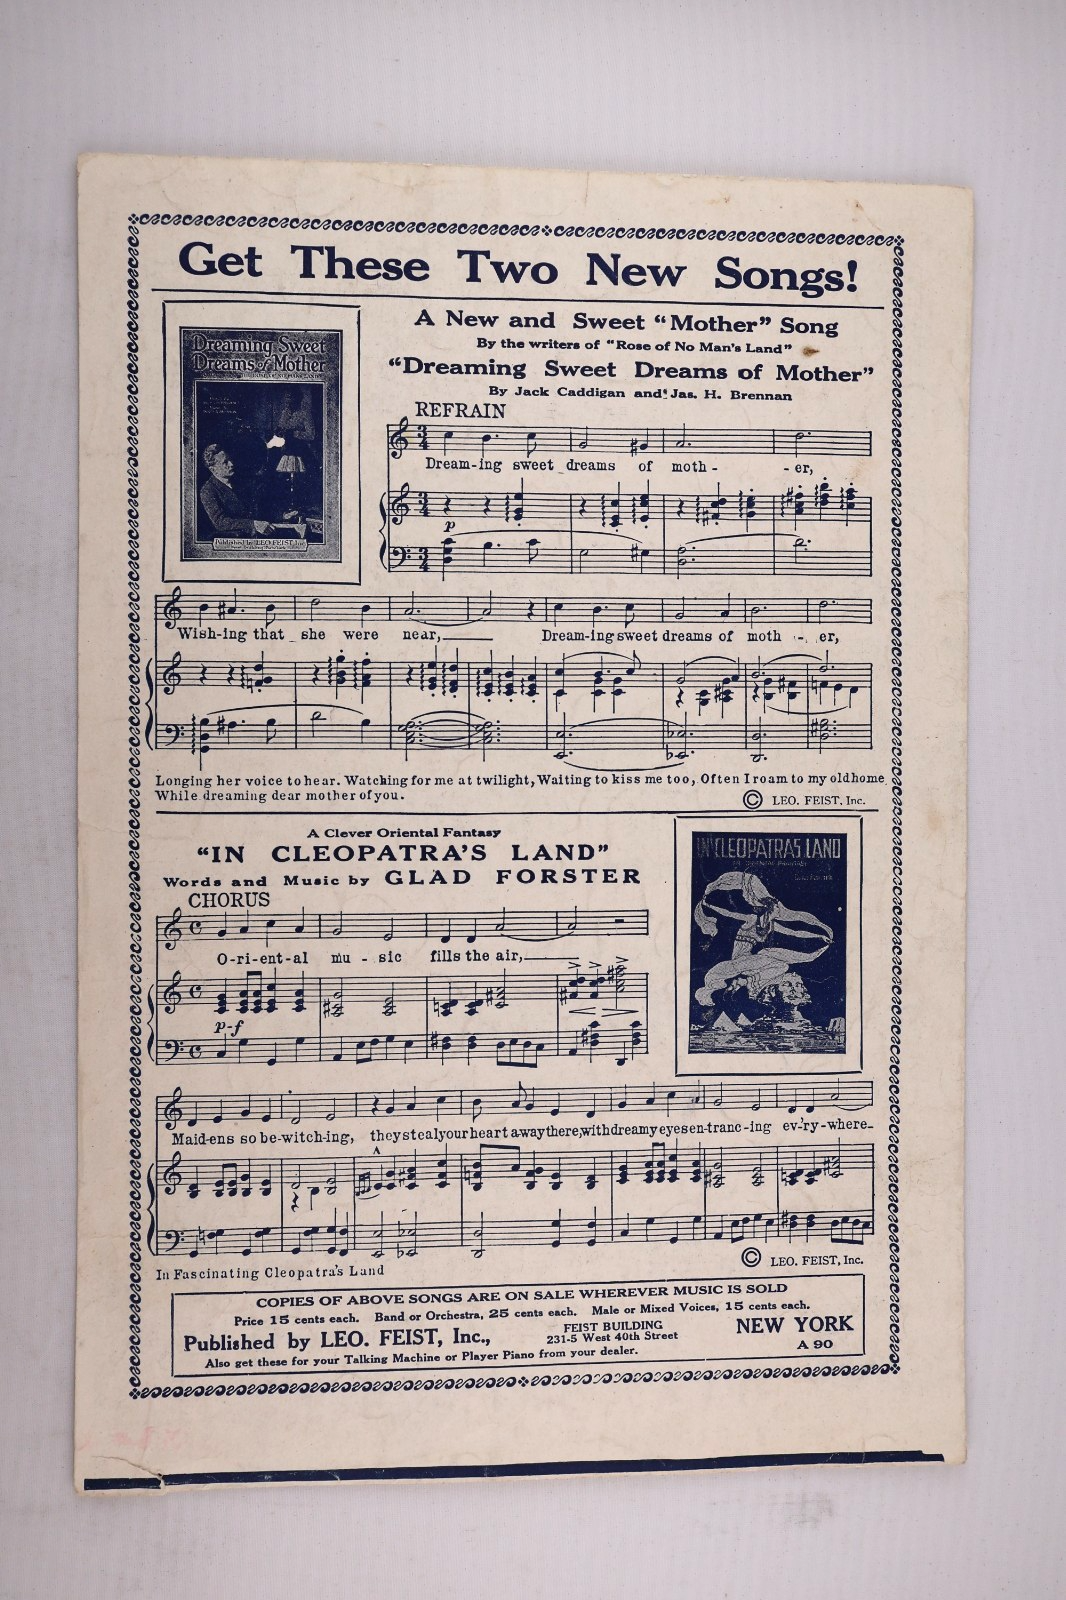 Get These Two New Songs!
Dreaming Sweet
Dreams of Mother
Published by LEO FEIST Inc
A New and Sweet "Mother" Song
By the writers of "Rose of No Man's Land"
"Dreaming Sweet Dreams of Mother"
By Jack Caddigan and Jas. H. Brennan
REFRAIN
Dream-ing sweet dreams of moth - - er,
p
Wish-ing that she were near, Dream-ing sweet dreams of moth - - er,
Longing her voice to hear. Watching for me at twilight, Waiting to kiss me too, Often I roam to my old home
While dreaming dear mother of you.
© LEO. FEIST, Inc.
A Clever Oriental Fantasy
"IN CLEOPATRA'S LAND"
Words and Music by GLAD FORSTER
IN CLEOPATRAS LAND
CHORUS
O-ri-ent-al mu - sic fills the air,
p-f
Maid-ens so be-witch-ing, they steal your heart away there, with dreamy eyes en-tranc-ing ev-'ry-where-
In Fascinating Cleopatra's Land
© LEO. FEIST, Inc.
COPIES OF ABOVE SONGS ARE ON SALE WHEREVER MUSIC IS SOLD
Price 15 cents each. Band or Orchestra, 25 cents each. Male or Mixed Voices, 15 cents each.
Published by LEO. FEIST, Inc., FEIST BUILDING NEW YORK
231-5 West 40th Street
Also get these for your Talking Machine or Player Piano from your dealer. A 90